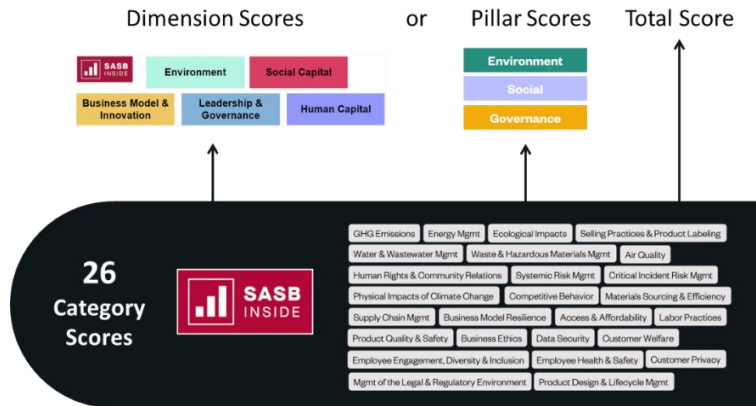 Dimension Scores or Pillar Scores Total Score
SASB INSIDE
Environment
Social Capital
Business Model & Innovation
Leadership & Governance
Human Capital
Environment
Social
Governance
26
Category
Scores
SASB
INSIDE
GHG Emissions Energy Mgmt Ecological Impacts Selling Practices & Product Labeling
Water & Wastewater Mgmt Waste & Hazardous Materials Mgmt Air Quality
Human Rights & Community Relations Systemic Risk Mgmt Critical Incident Risk Mgmt
Physical Impacts of Climate Change Competitive Behavior Materials Sourcing & Efficiency
Supply Chain Mgmt Business Model Resilience Access & Affordability Labor Practices
Product Quality & Safety Business Ethics Data Security Customer Welfare
Employee Engagement, Diversity & Inclusion Employee Health & Safety Customer Privacy
Mgmt of the Legal & Regulatory Environment Product Design & Lifecycle Mgmt